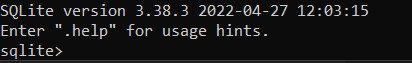 SQLite version 3.38.3 2022-04-27 12:03:15
Enter ".help" for usage hints.
sqlite>